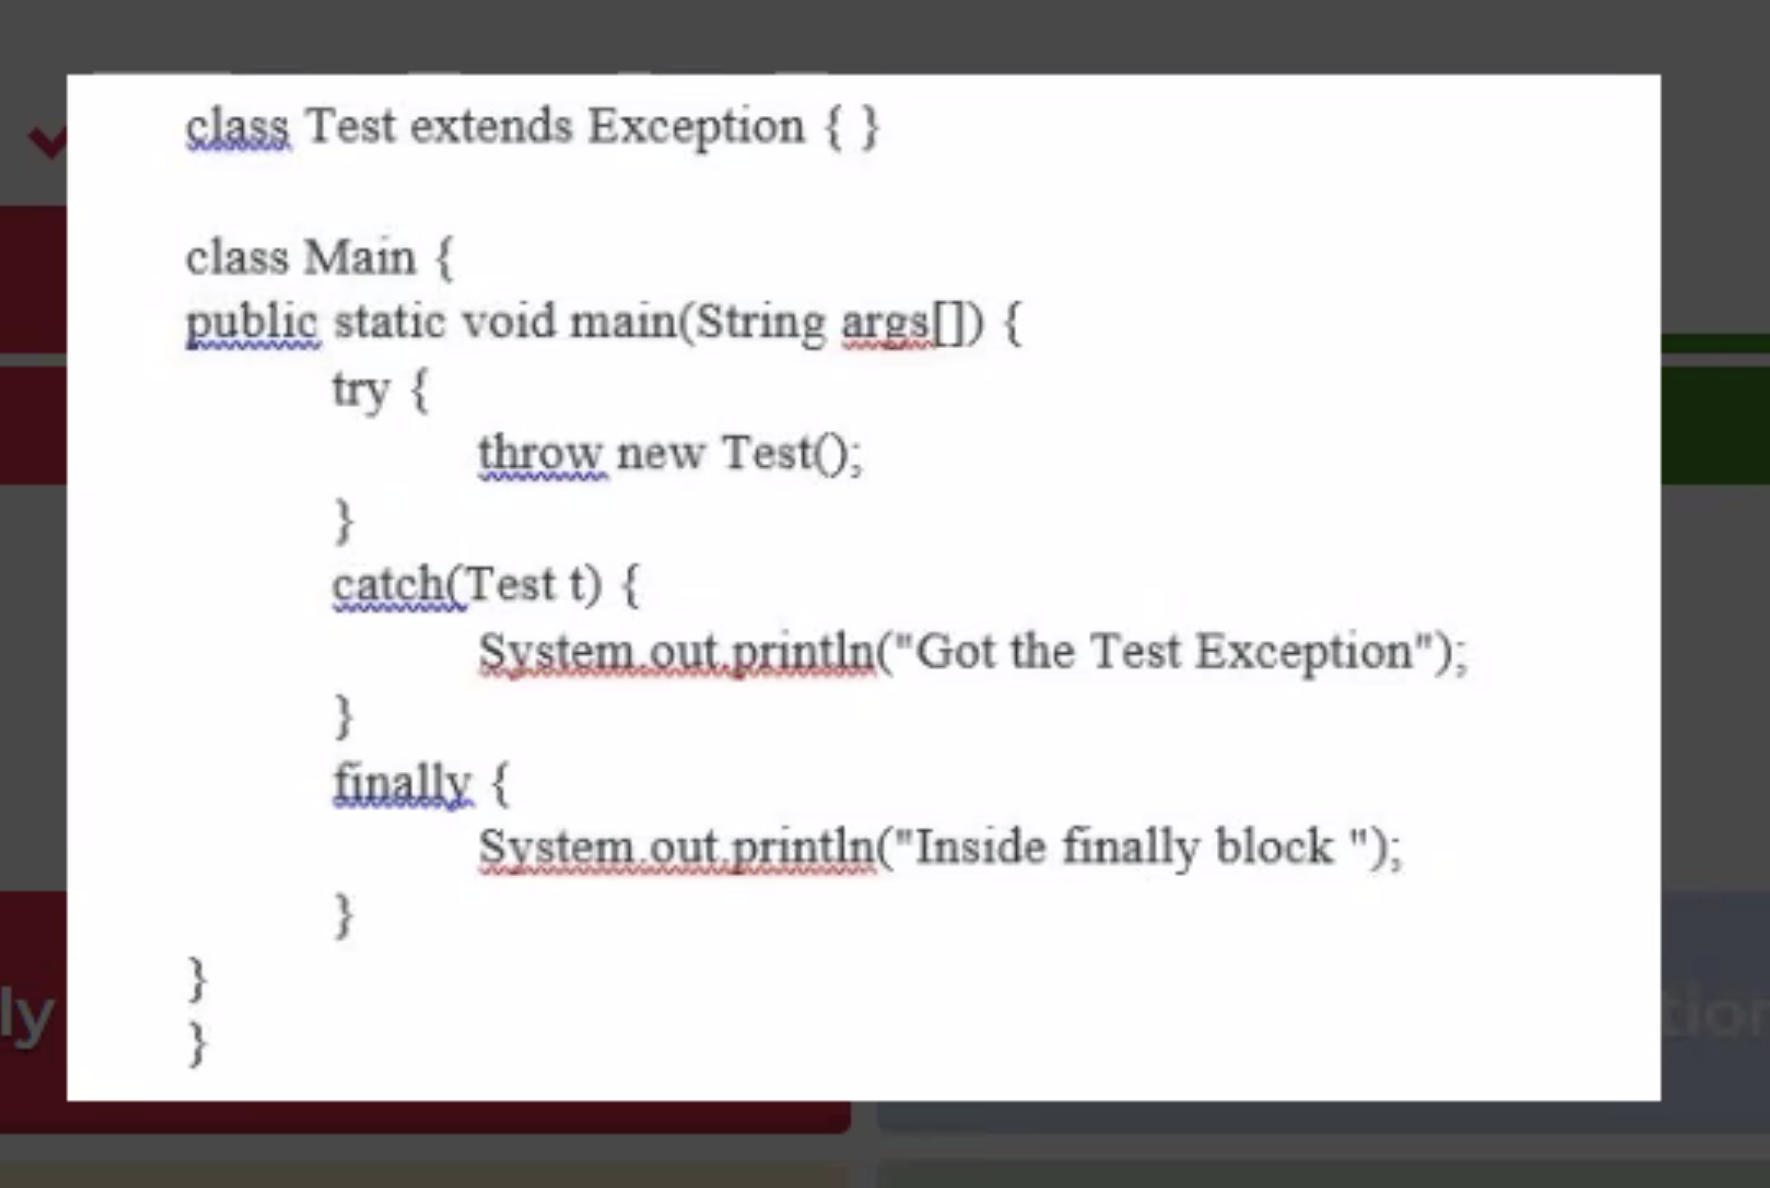 class Test extends Exception { }
class Main {
public static void main(String args[]) {
try {
throw new Test();
}
catch(Test t) {
System.out.println("Got the Test Exception");
}
finally {
System.out.println("Inside finally block ");
}
}
}
ly
tion